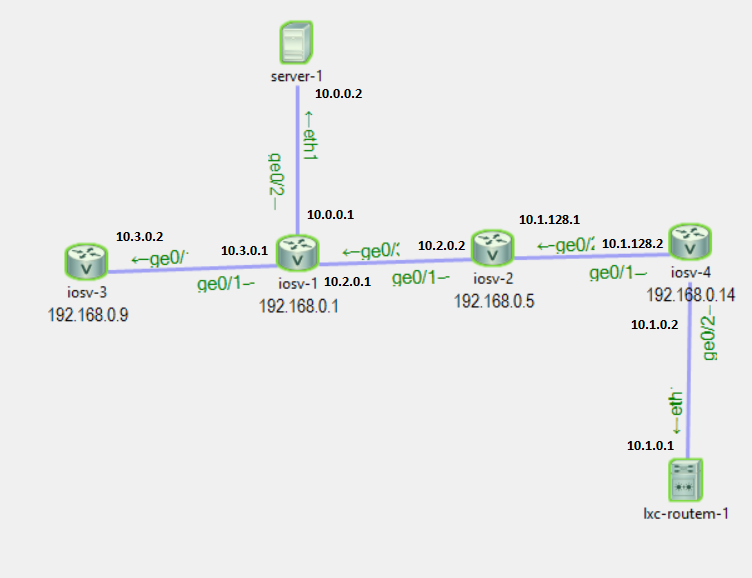 server-1
10.0.0.2
←eth1
ge0/2
10.0.0.1
10.3.0.2
←ge0/
10.3.0.1
ge0/1
iosv-3
192.168.0.9
iosv-1
192.168.0.1
10.2.0.1
←ge0/
10.2.0.2
ge0/1
iosv-2
192.168.0.5
10.1.128.1
←ge0/
10.1.128.2
ge0/1
iosv-4
192.168.0.14
10.1.0.2
ge0/2
←eth
10.1.0.1
lxc-routem-1
V
V
V
V